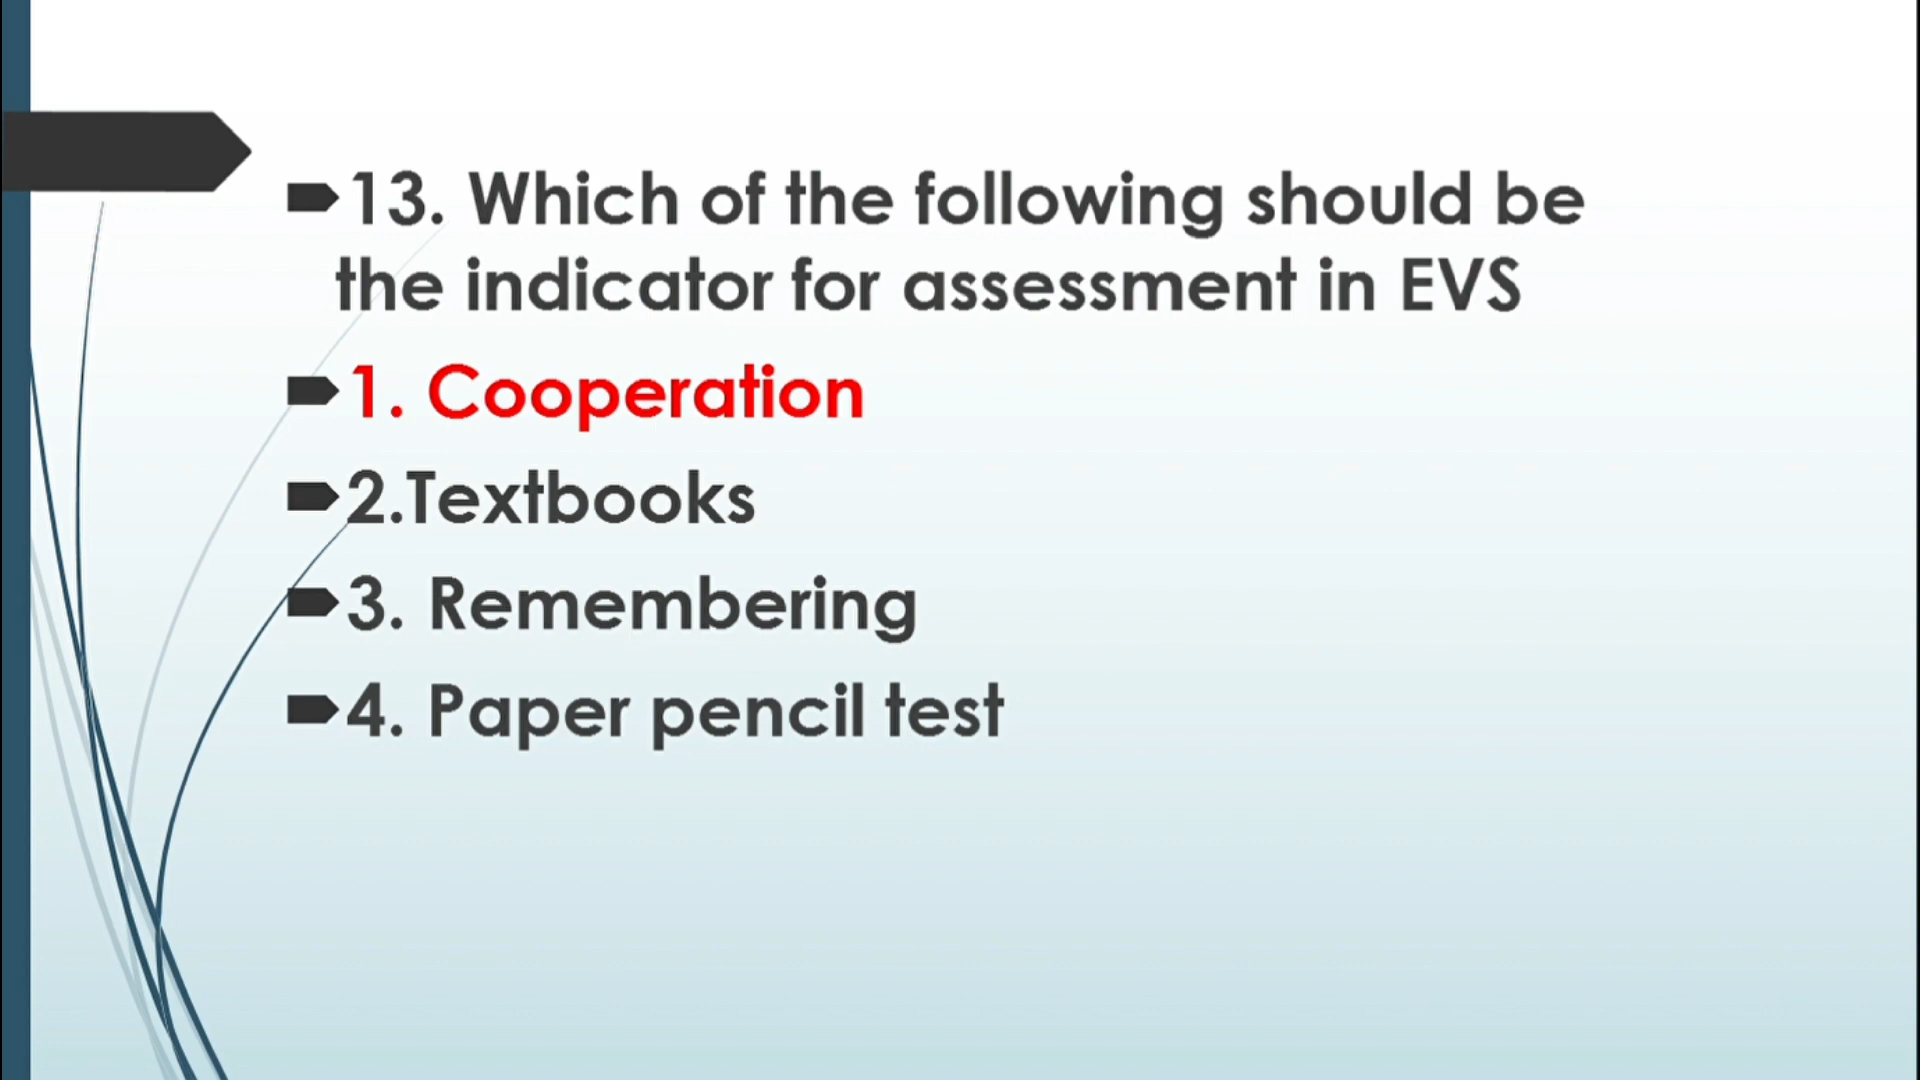 13. Which of the following should be
the indicator for assessment in EVS
1. Cooperation
2.Textbooks
3. Remembering
4. Paper pencil test